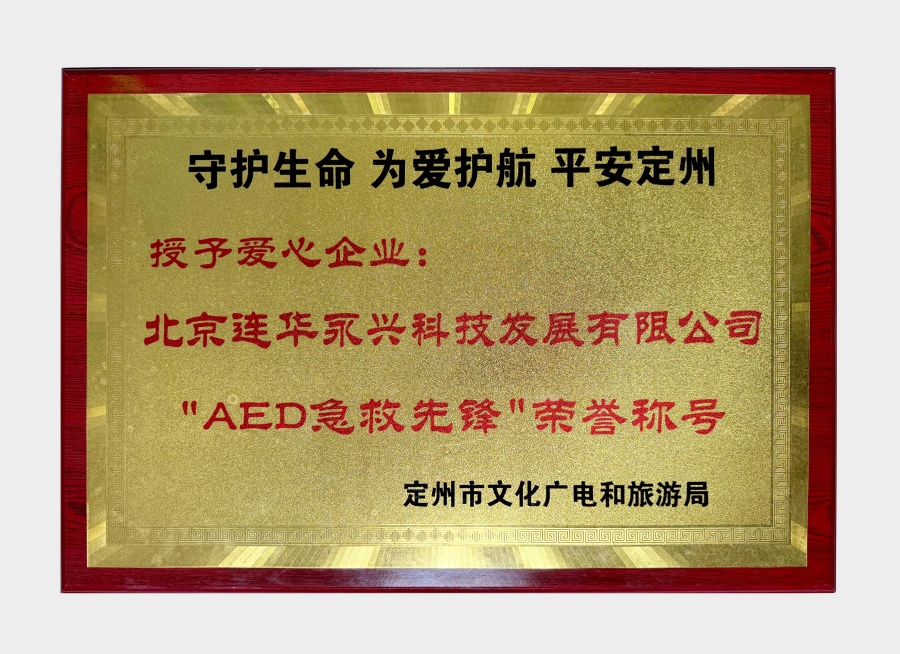 守护生命 为爱护航 平安定州
授予爱心企业：
北京连华永兴科技发展有限公司
"AED急救先锋"荣誉称号
定州市文化广电和旅游局